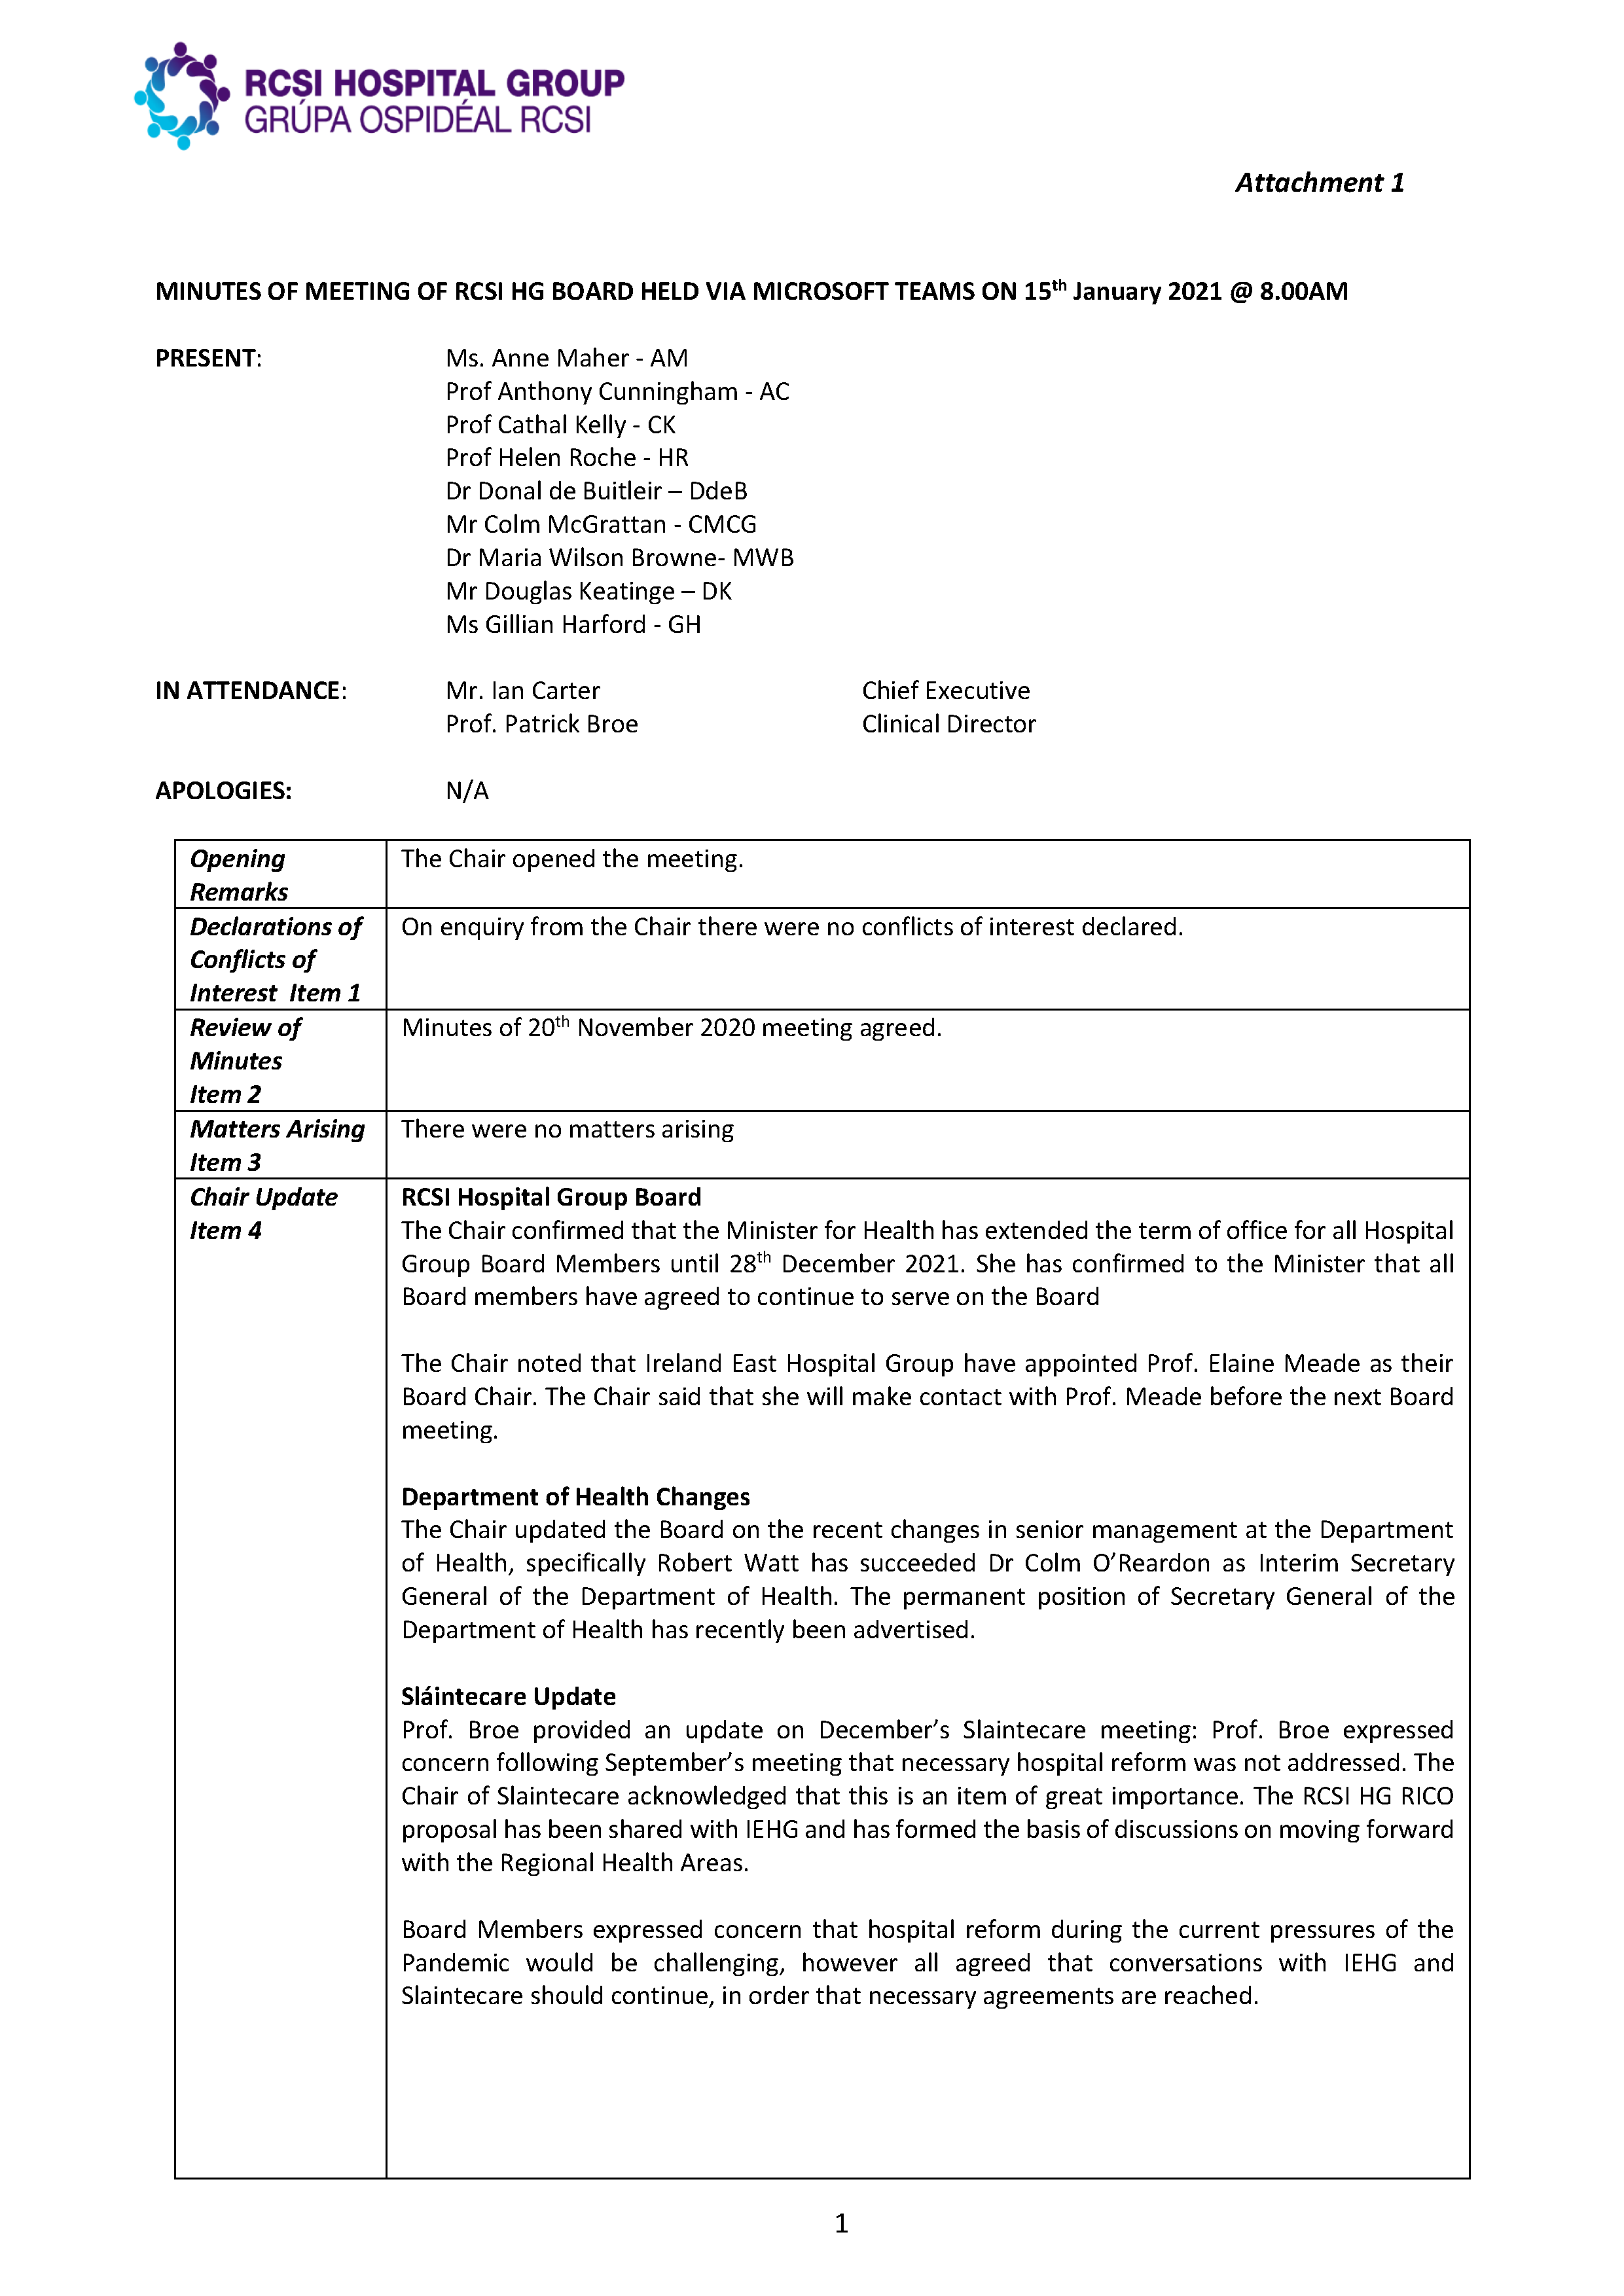 RCSI HOSPITAL GROUP
GRÚPA OSPIDÉAL RCSI
Attachment 1
MINUTES OF MEETING OF RCSI HG BOARD HELD VIA MICROSOFT TEAMS ON 15th January 2021 @ 8.00AM
PRESENT: Ms. Anne Maher - AM
Prof Anthony Cunningham - AC
Prof Cathal Kelly - CK
Prof Helen Roche - HR
Dr Donal de Buitleir – DdeB
Mr Colm McGrattan - CMCG
Dr Maria Wilson Browne- MWB
Mr Douglas Keatinge – DK
Ms Gillian Harford - GH
IN ATTENDANCE: Mr. Ian Carter Chief Executive
Prof. Patrick Broe Clinical Director
APOLOGIES: N/A
Opening
Remarks
The Chair opened the meeting.
Declarations of
Conflicts of
Interest Item 1
On enquiry from the Chair there were no conflicts of interest declared.
Review of
Minutes
Item 2
Minutes of 20th November 2020 meeting agreed.
Matters Arising
Item 3
There were no matters arising
Chair Update
Item 4
RCSI Hospital Group Board
The Chair confirmed that the Minister for Health has extended the term of office for all Hospital
Group Board Members until 28th December 2021. She has confirmed to the Minister that all
Board members have agreed to continue to serve on the Board
The Chair noted that Ireland East Hospital Group have appointed Prof. Elaine Meade as their
Board Chair. The Chair said that she will make contact with Prof. Meade before the next Board
meeting.
Department of Health Changes
The Chair updated the Board on the recent changes in senior management at the Department
of Health, specifically Robert Watt has succeeded Dr Colm O’Reardon as Interim Secretary
General of the Department of Health. The permanent position of Secretary General of the
Department of Health has recently been advertised.
Sláintecare Update
Prof. Broe provided an update on December’s Slaintecare meeting: Prof. Broe expressed
concern following September’s meeting that necessary hospital reform was not addressed. The
Chair of Slaintecare acknowledged that this is an item of great importance. The RCSI HG RICO
proposal has been shared with IEHG and has formed the basis of discussions on moving forward
with the Regional Health Areas.
Board Members expressed concern that hospital reform during the current pressures of the
Pandemic would be challenging, however all agreed that conversations with IEHG and
Slaintecare should continue, in order that necessary agreements are reached.
1